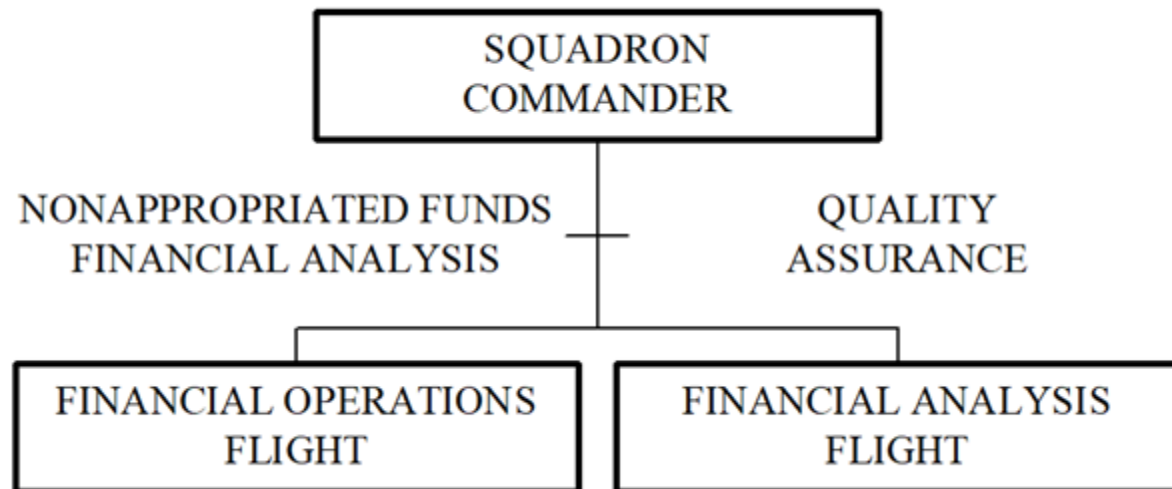 SQUADRON
COMMANDER
NONAPPROPRIATED FUNDS
FINANCIAL ANALYSIS
QUALITY
ASSURANCE
FINANCIAL OPERATIONS
FLIGHT
FINANCIAL ANALYSIS
FLIGHT